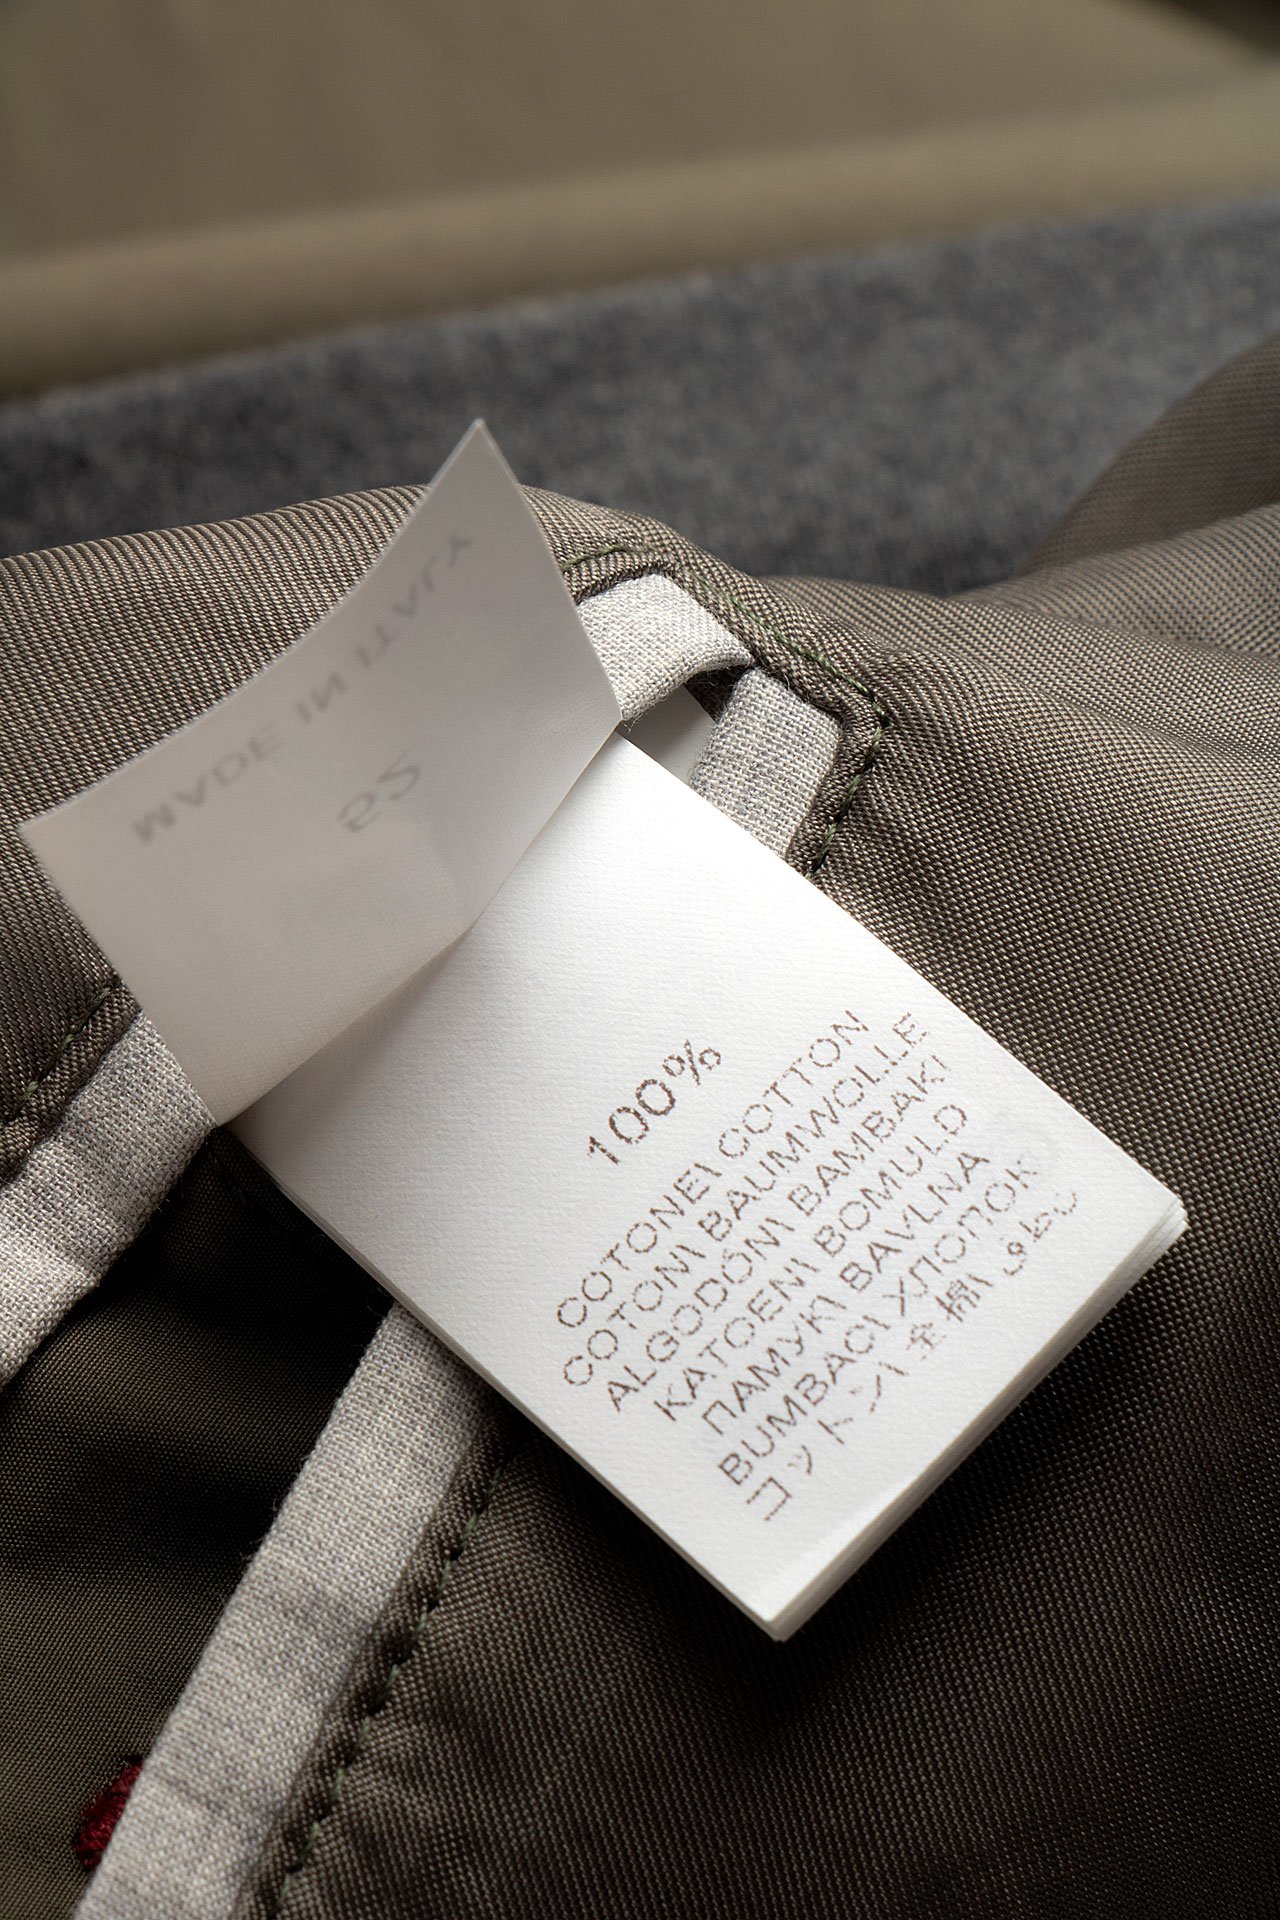 MADE IN ITALY
52
100%
COTONE\ COTTON
COTON\ BAUMWOLLE
ALGODÓN\ BAMBAKI
KATOEN\ BOMULD
ПАМУК\ BAVLNA
BUMBAC\ ХЛОПОК
コットン\ 全棉\ قطن